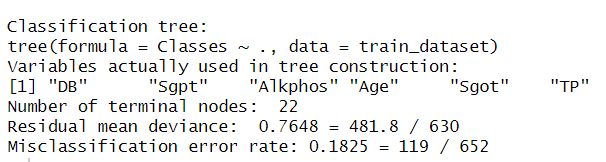 Classification tree:
tree(formula = Classes ~ ., data = train_dataset)
Variables actually used in tree construction:
[1] "DB"      "Sgpt"    "Alkphos" "Age"     "Sgot"    "TP"
Number of terminal nodes:  22
Residual mean deviance:  0.7648 = 481.8 / 630
Misclassification error rate: 0.1825 = 119 / 652